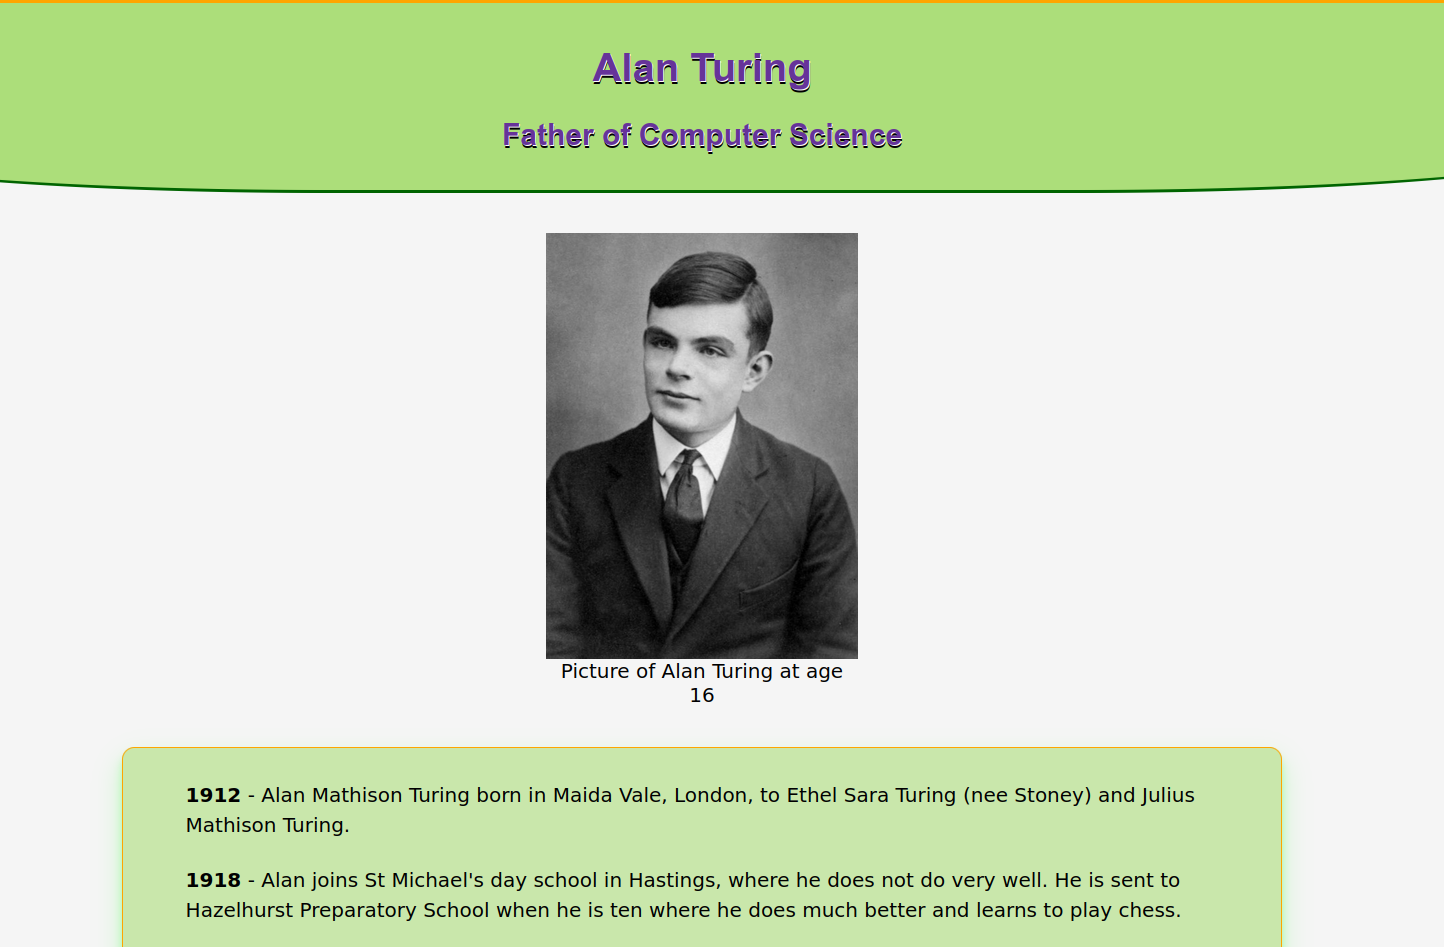 Alan Turing
Father of Computer Science
Picture of Alan Turing at age
16
1912 - Alan Mathison Turing born in Maida Vale, London, to Ethel Sara Turing (nee Stoney) and Julius
Mathison Turing.
1918 - Alan joins St Michael's day school in Hastings, where he does not do very well. He is sent to
Hazelhurst Preparatory School when he is ten where he does much better and learns to play chess.